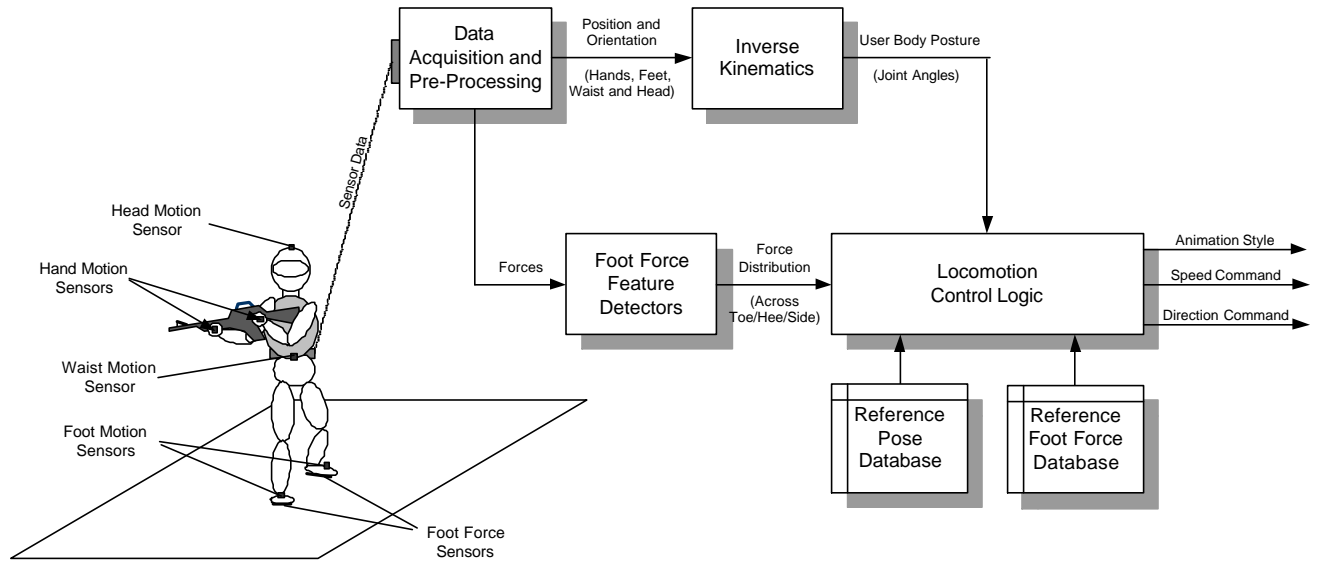 Data
Acquisition and
Pre-Processing
Position and
Orientation
(Hands, Feet,
Waist and Head)
Inverse
Kinematics
User Body Posture
(Joint Angles)
Sensor Data
Head Motion
Sensor
Hand Motion
Sensors
Waist Motion
Sensor
Foot Motion
Sensors
Foot Force
Sensors
Forces
Foot Force
Feature
Detectors
Force
Distribution
(Across
Toe/Hee/Side)
Locomotion
Control Logic
Animation Style
Speed Command
Direction Command
Reference
Pose
Database
Reference
Foot Force
Database